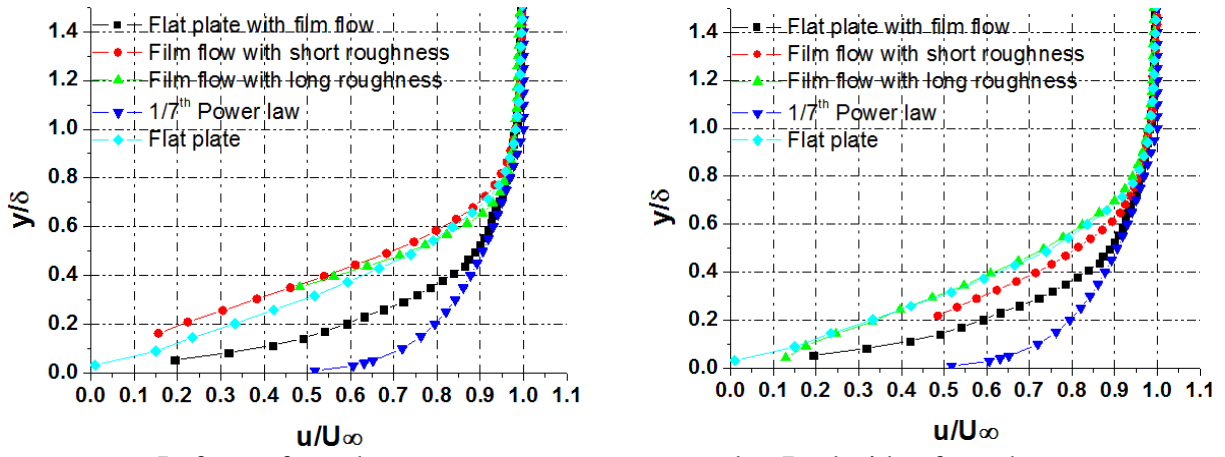 1.4
1.2
1.0
0.8
0.6
0.4
0.2
0.0
y/δ
Flat plate with film flow
Film flow with short roughness
Film flow with long roughness
1/7th Power law
Flat plate
0.0 0.1 0.2 0.3 0.4 0.5 0.6 0.7 0.8 0.9 1.0 1.1
u/U∞
1.4
1.2
1.0
0.8
0.6
0.4
0.2
0.0
y/δ
Flat plate with film flow
Film flow with short roughness
Film flow with long roughness
1/7th Power law
Flat plate
0.0 0.1 0.2 0.3 0.4 0.5 0.6 0.7 0.8 0.9 1.0 1.1
u/U∞